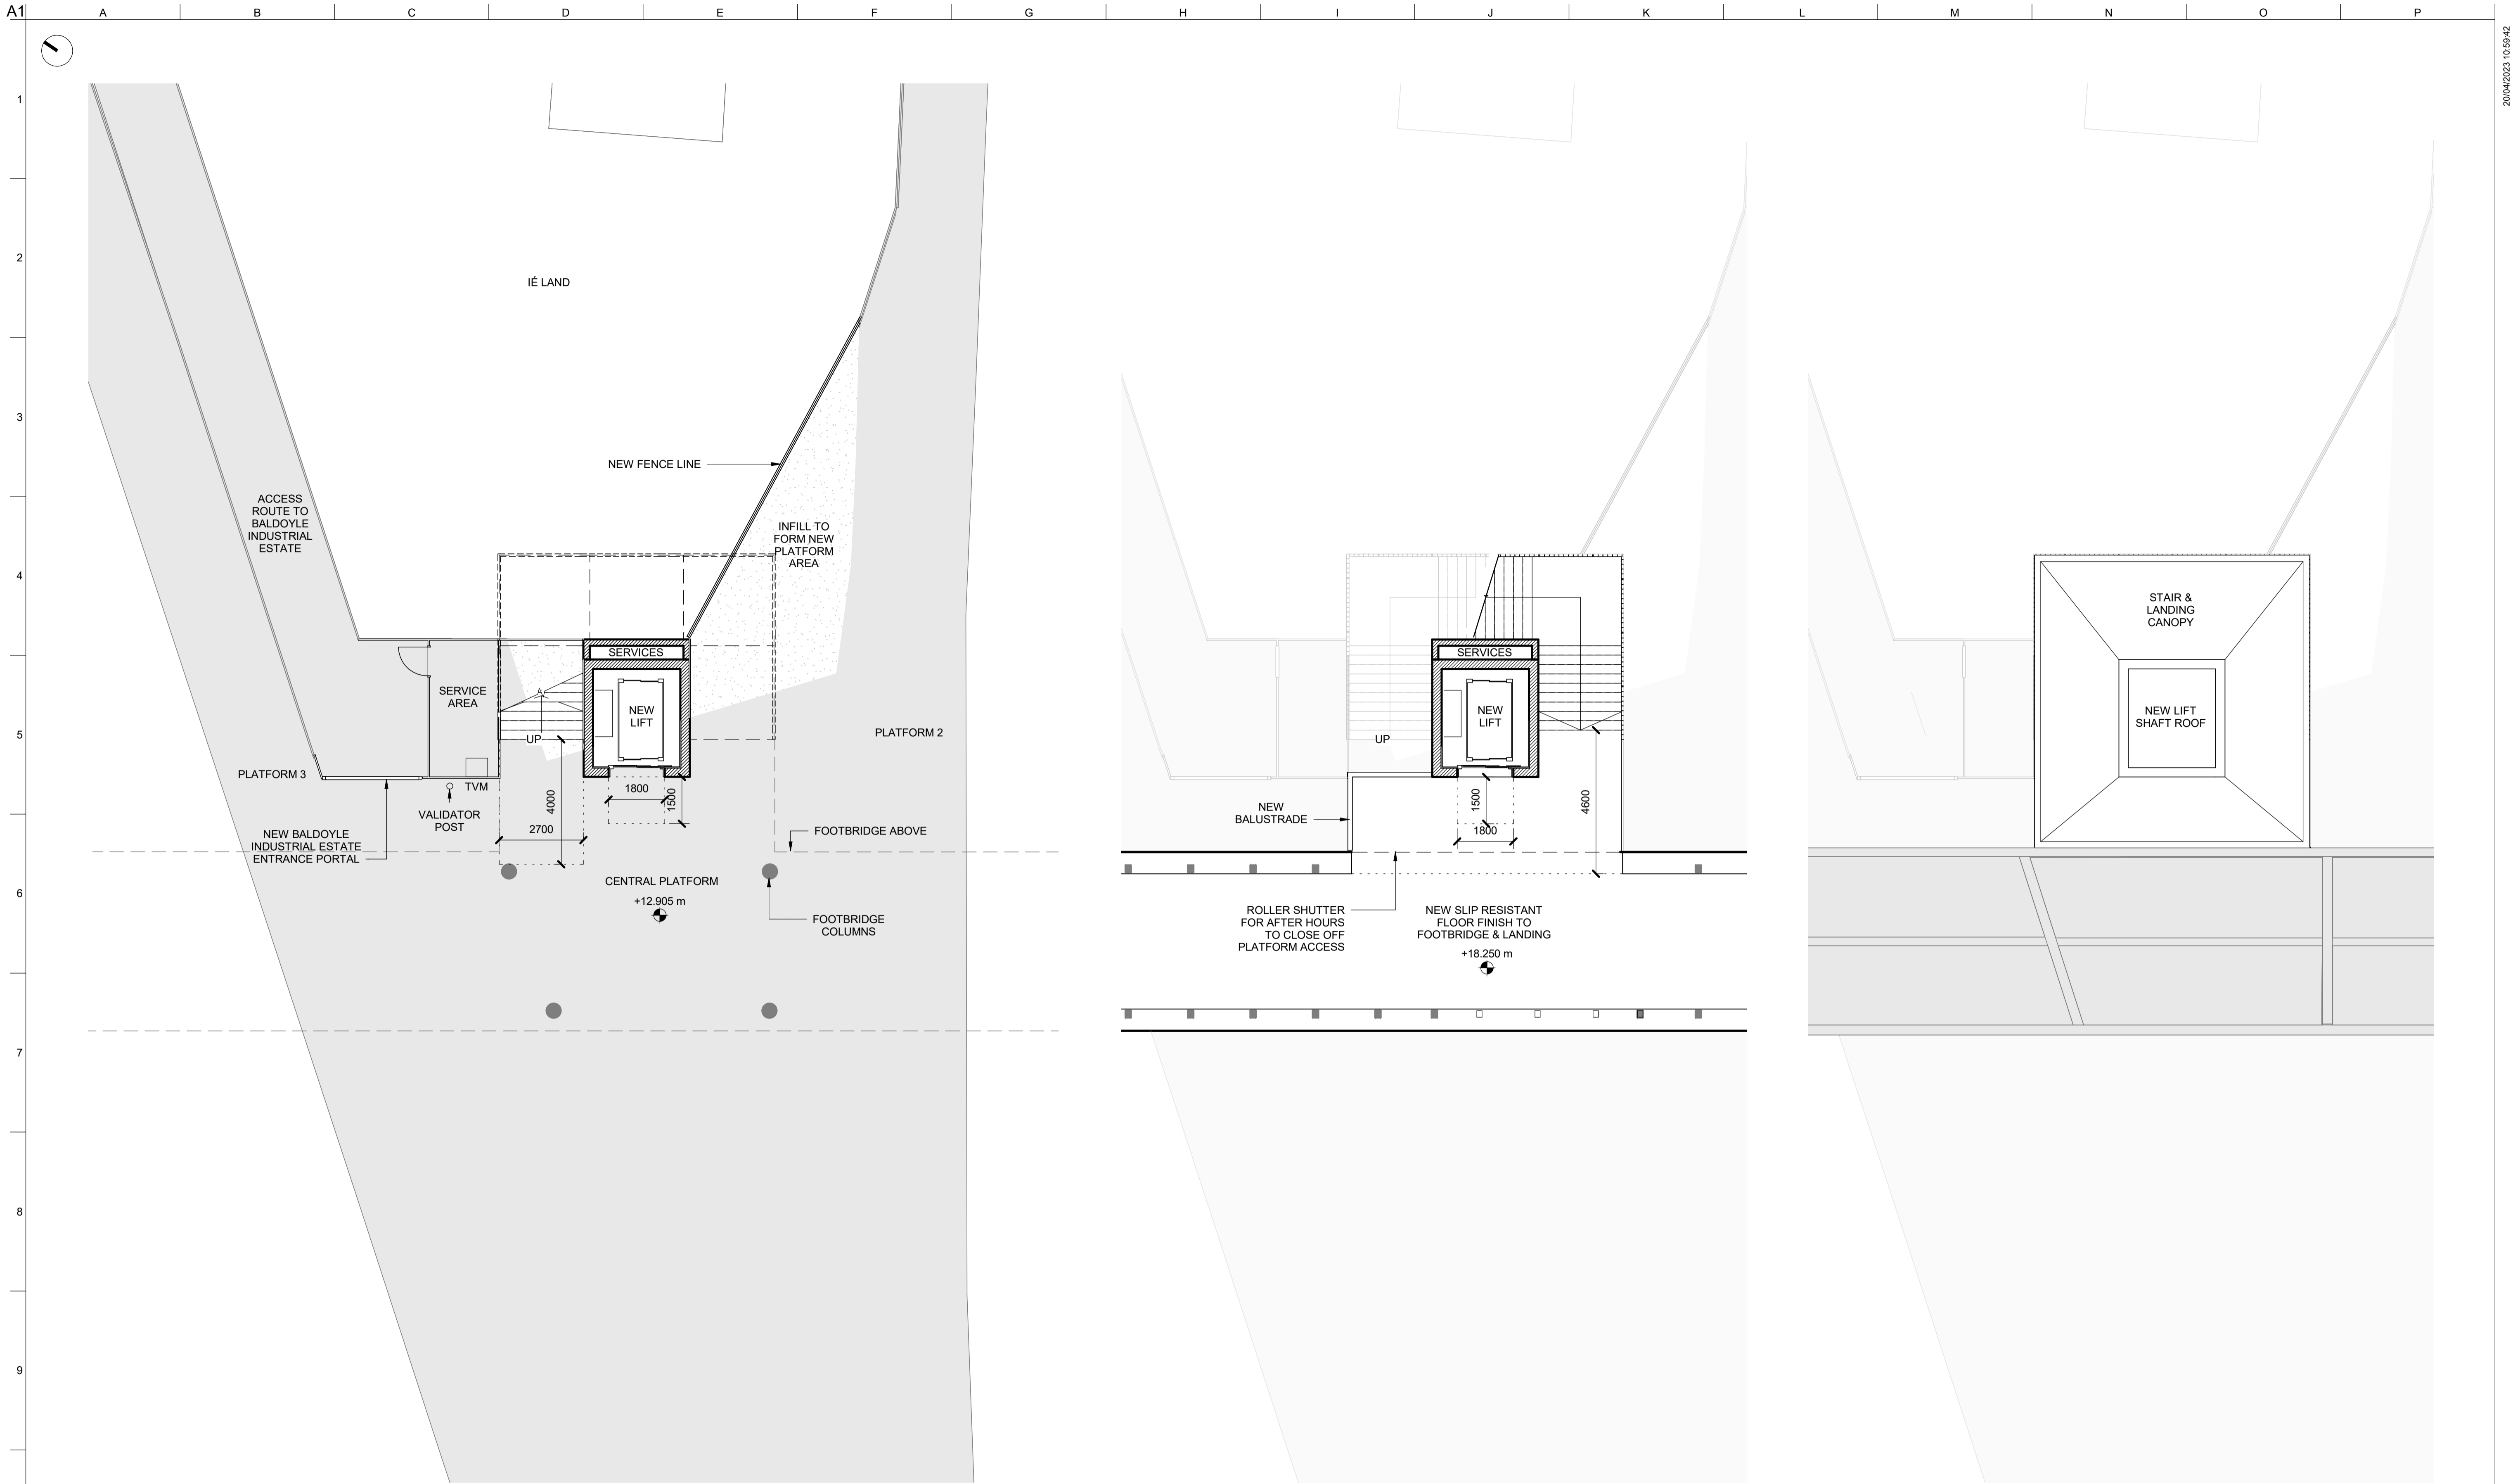 A1
A B C D E F G H I J K L M N O P
20/04/2023 10:59:42
1
2
3
4
5
6
7
8
9
IÉ LAND
NEW FENCE LINE
ACCESS
ROUTE TO
BALDOYLE
INDUSTRIAL
ESTATE
INFILL TO
FORM NEW
PLATFORM
AREA
SERVICES
SERVICE
AREA
NEW
LIFT
UP
PLATFORM 2
PLATFORM 3
TVM
VALIDATOR
POST
1800
1500
4000
2700
NEW BALDOYLE
INDUSTRIAL ESTATE
ENTRANCE PORTAL
FOOTBRIDGE ABOVE
CENTRAL PLATFORM
+12.905 m
FOOTBRIDGE
COLUMNS
SERVICES
NEW
LIFT
UP
NEW
BALUSTRADE
1500
1800
4600
ROLLER SHUTTER
FOR AFTER HOURS
TO CLOSE OFF
PLATFORM ACCESS
NEW SLIP RESISTANT
FLOOR FINISH TO
FOOTBRIDGE & LANDING
+18.250 m
STAIR &
LANDING
CANOPY
NEW LIFT
SHAFT ROOF